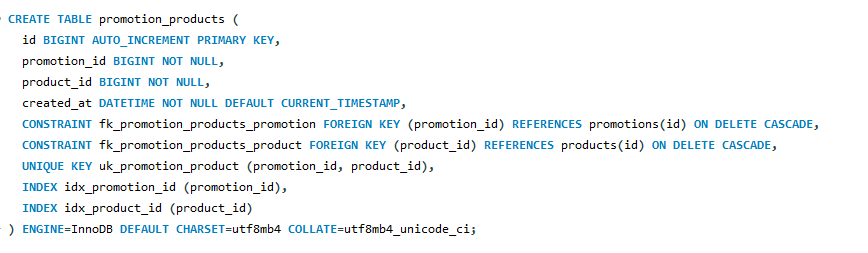 CREATE TABLE promotion_products (
id BIGINT AUTO_INCREMENT PRIMARY KEY,
promotion_id BIGINT NOT NULL,
product_id BIGINT NOT NULL,
created_at DATETIME NOT NULL DEFAULT CURRENT_TIMESTAMP,
CONSTRAINT fk_promotion_products_promotion FOREIGN KEY (promotion_id) REFERENCES promotions(id) ON DELETE CASCADE,
CONSTRAINT fk_promotion_products_product FOREIGN KEY (product_id) REFERENCES products(id) ON DELETE CASCADE,
UNIQUE KEY uk_promotion_product (promotion_id, product_id),
INDEX idx_promotion_id (promotion_id),
INDEX idx_product_id (product_id)
) ENGINE=InnoDB DEFAULT CHARSET=utf8mb4 COLLATE=utf8mb4_unicode_ci;